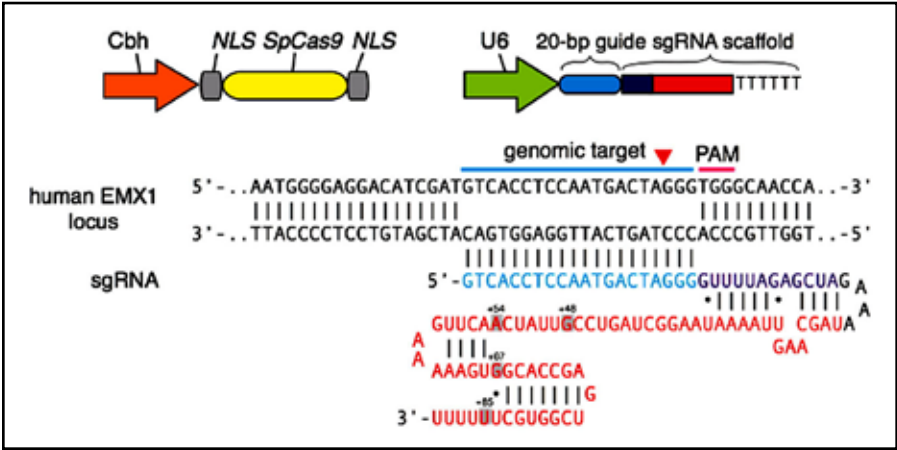 Cbh NLS SpCas9 NLS U6 20-bp guide sgRNA scaffold
TTTTTT
genomic target PAM
5'-..AATGGGGAGGACATCGATGTCACCTCCAATGACTAGGGTGGGCAACCA..-3'
human EMX1
locus
3'-..TTACCCCTCCTGTAGCTACAGTGGAGGTTACTGATCCCACCCGTTGGT..-5'
sgRNA 5'-GTCACCTCCAATGACTAGGGGUUUUAGAGCUAG
A
A
+54 +48
GUUCAACUAUUGCCUGAUCGGAAUAAAAUU CGAUA
A
A
GAA
+67
AAAGUGGCACCGA
G
+85
3'-UUUUUUCGUGGCU